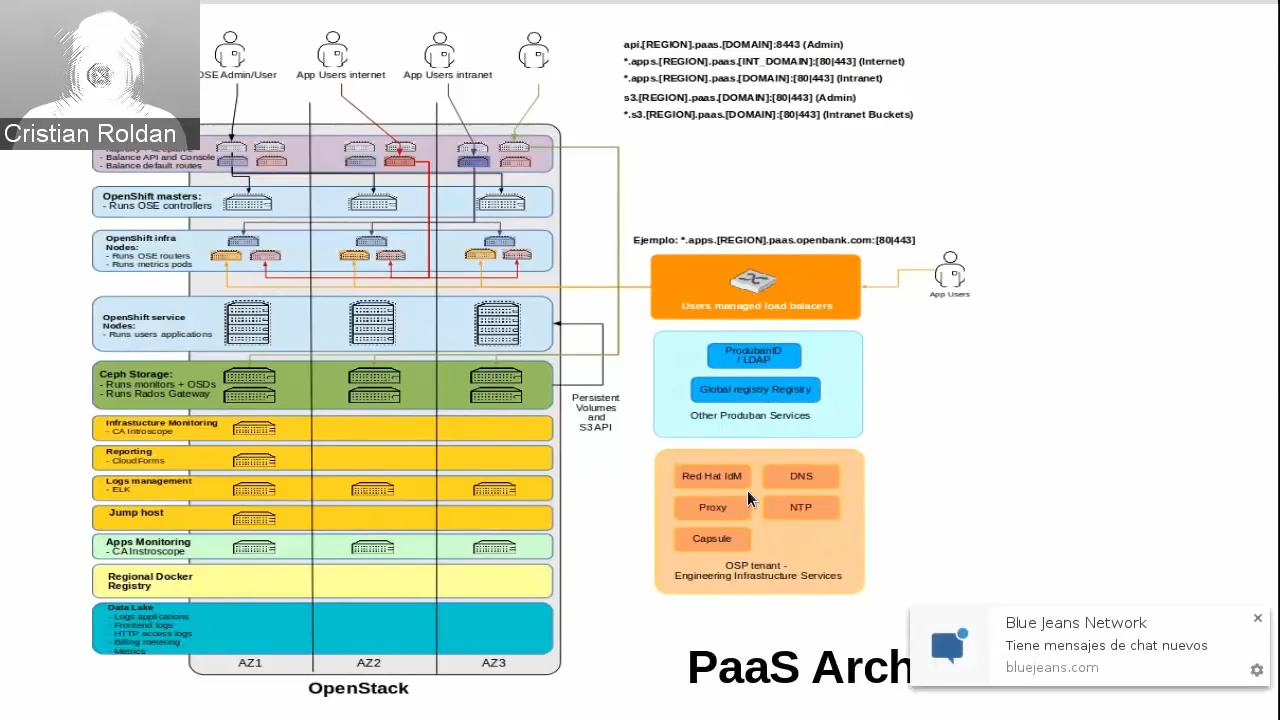 Cristian Roldan
OSE Admin/User
App Users internet
App Users intranet
api.[REGION].paas.[DOMAIN]:8443 (Admin)
*.apps.[REGION].paas.[INT_DOMAIN]:[80|443] (Internet)
*.apps.[REGION].paas.[DOMAIN]:[80|443] (Intranet)
s3.[REGION].paas.[DOMAIN]:[80|443] (Admin)
*.s3.[REGION].paas.[DOMAIN]:[80|443] (Intranet Buckets)
- Balance API and Console
- Balance default routes
OpenShift masters:
- Runs OSE controllers
OpenShift infra
Nodes:
- Runs OSE routers
- Runs metrics pods
OpenShift service
Nodes:
- Runs users applications
Ceph Storage:
- Runs monitors + OSDs
- Runs Rados Gateway
Persistent
Volumes
and
S3 API
Infrastucture Monitoring
- CA Introscope
Reporting
- CloudForms
Logs management
- ELK
Jump host
Apps Monitoring
- CA Instroscope
Regional Docker
Registry
Data Lake
- Logs applications
- Frontend logs
- HTTP access logs
- Billing metering
- Metrics
AZ1
AZ2
AZ3
OpenStack
Ejemplo: *.apps.[REGION].paas.openbank.com:[80|443]
Users managed load balacers
App Users
ProdubanID
/ LDAP
Global registry Registry
Other Produban Services
Red Hat IdM
DNS
Proxy
NTP
Capsule
OSP tenant -
Engineering Infrastructure Services
PaaS Arch
Blue Jeans Network
Tiene mensajes de chat nuevos
bluejeans.com